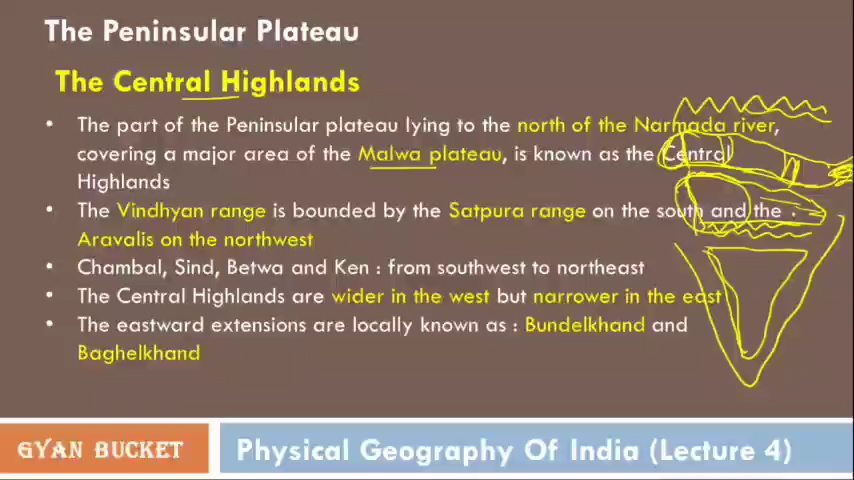 The Peninsular Plateau
The Central Highlands
• The part of the Peninsular plateau lying to the north of the Narmada river,
covering a major area of the Malwa plateau, is known as the Central
Highlands
• The Vindhyan range is bounded by the Satpura range on the south and the
Aravalis on the northwest
• Chambal, Sind, Betwa and Ken : from southwest to northeast
• The Central Highlands are wider in the west but narrower in the east
• The eastward extensions are locally known as : Bundelkhand and
Baghelkhand
GYAN BUCKET
Physical Geography Of India (Lecture 4)